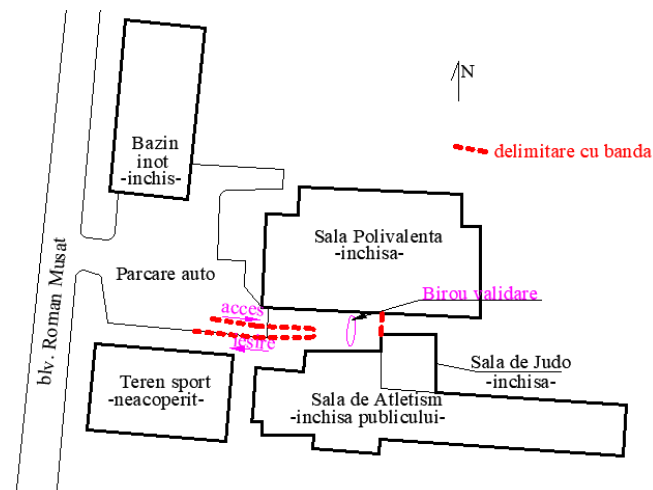 N
delimitare cu banda
Bazin
inot
-inchis-
Sala Polivalenta
-inchisa-
blv. Roman Musat
Parcare auto
Birou validare
acces
Iesire
Teren sport
-neacoperit-
Sala de Atletism
-inchisa publicului-
Sala de Judo
-inchisa-